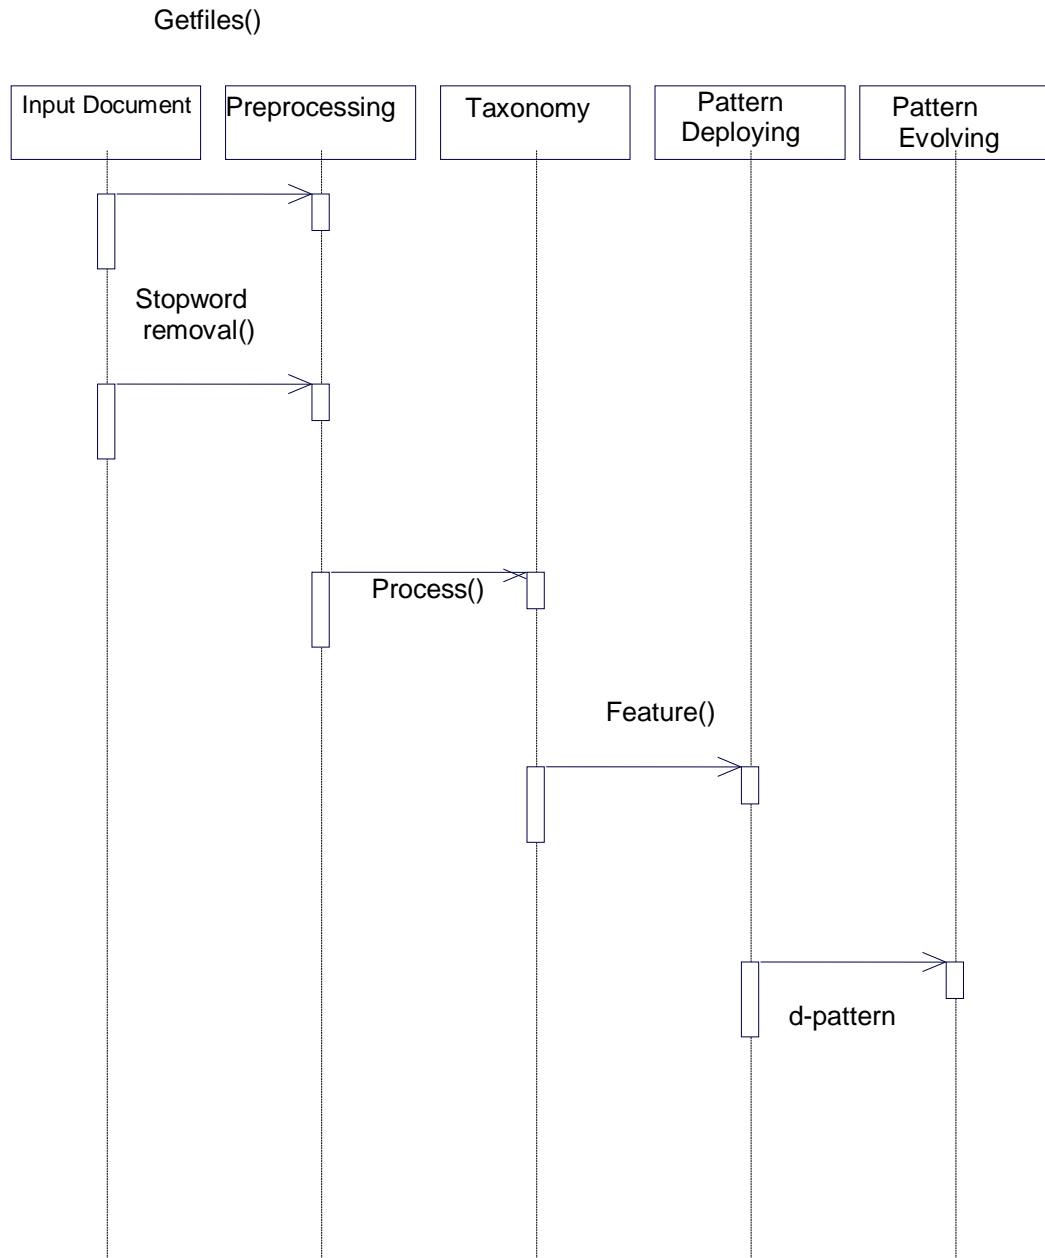 Getfiles()
Input Document
Preprocessing
Taxonomy
Pattern
Deploying
Pattern
Evolving
Stopword
removal()
Process()
Feature()
d-pattern